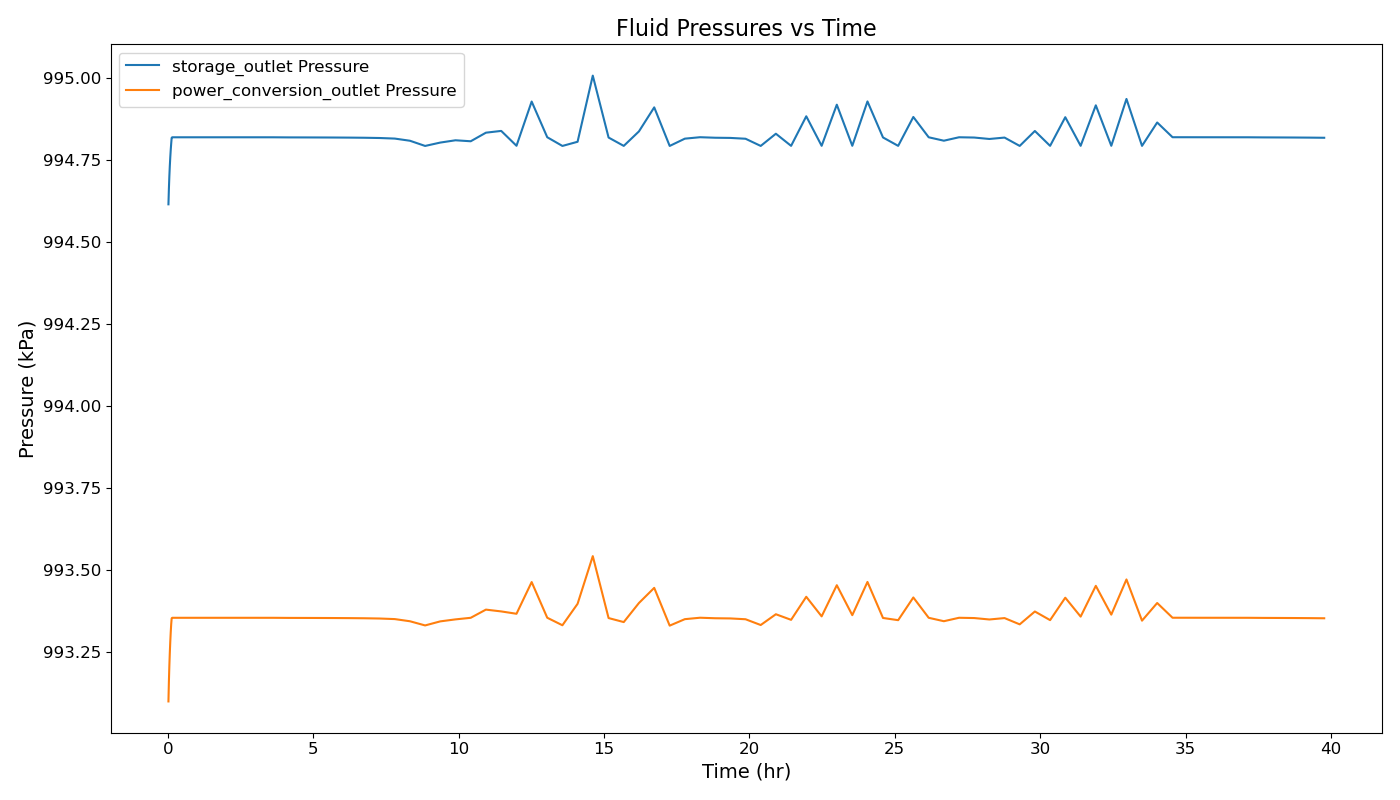 Fluid Pressures vs Time
storage_outlet Pressure
power_conversion_outlet Pressure
995.00
994.75
994.50
994.25
994.00
993.75
993.50
993.25
Pressure (kPa)
0 5 10 15 20 25 30 35 40
Time (hr)